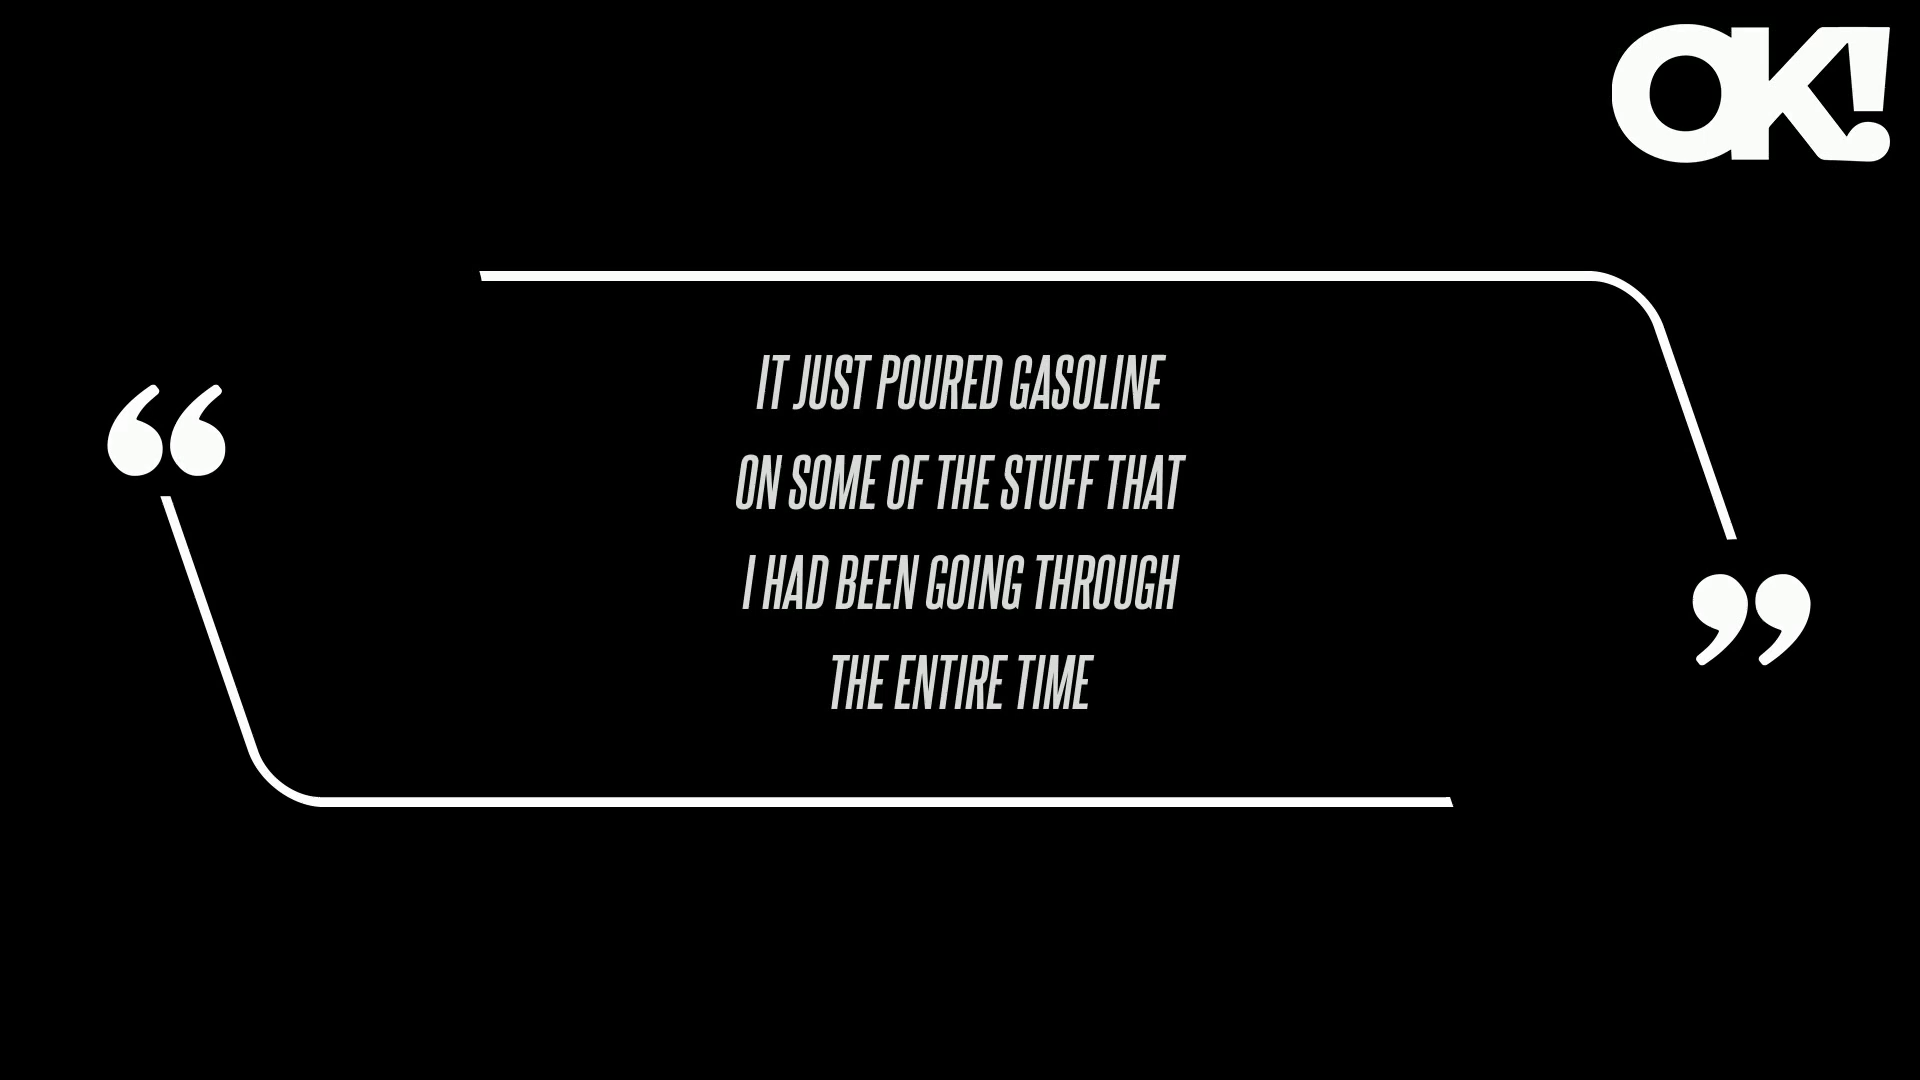 OK!
“
IT JUST POURED GASOLINE
ON SOME OF THE STUFF THAT
I HAD BEEN GOING THROUGH
THE ENTIRE TIME
”